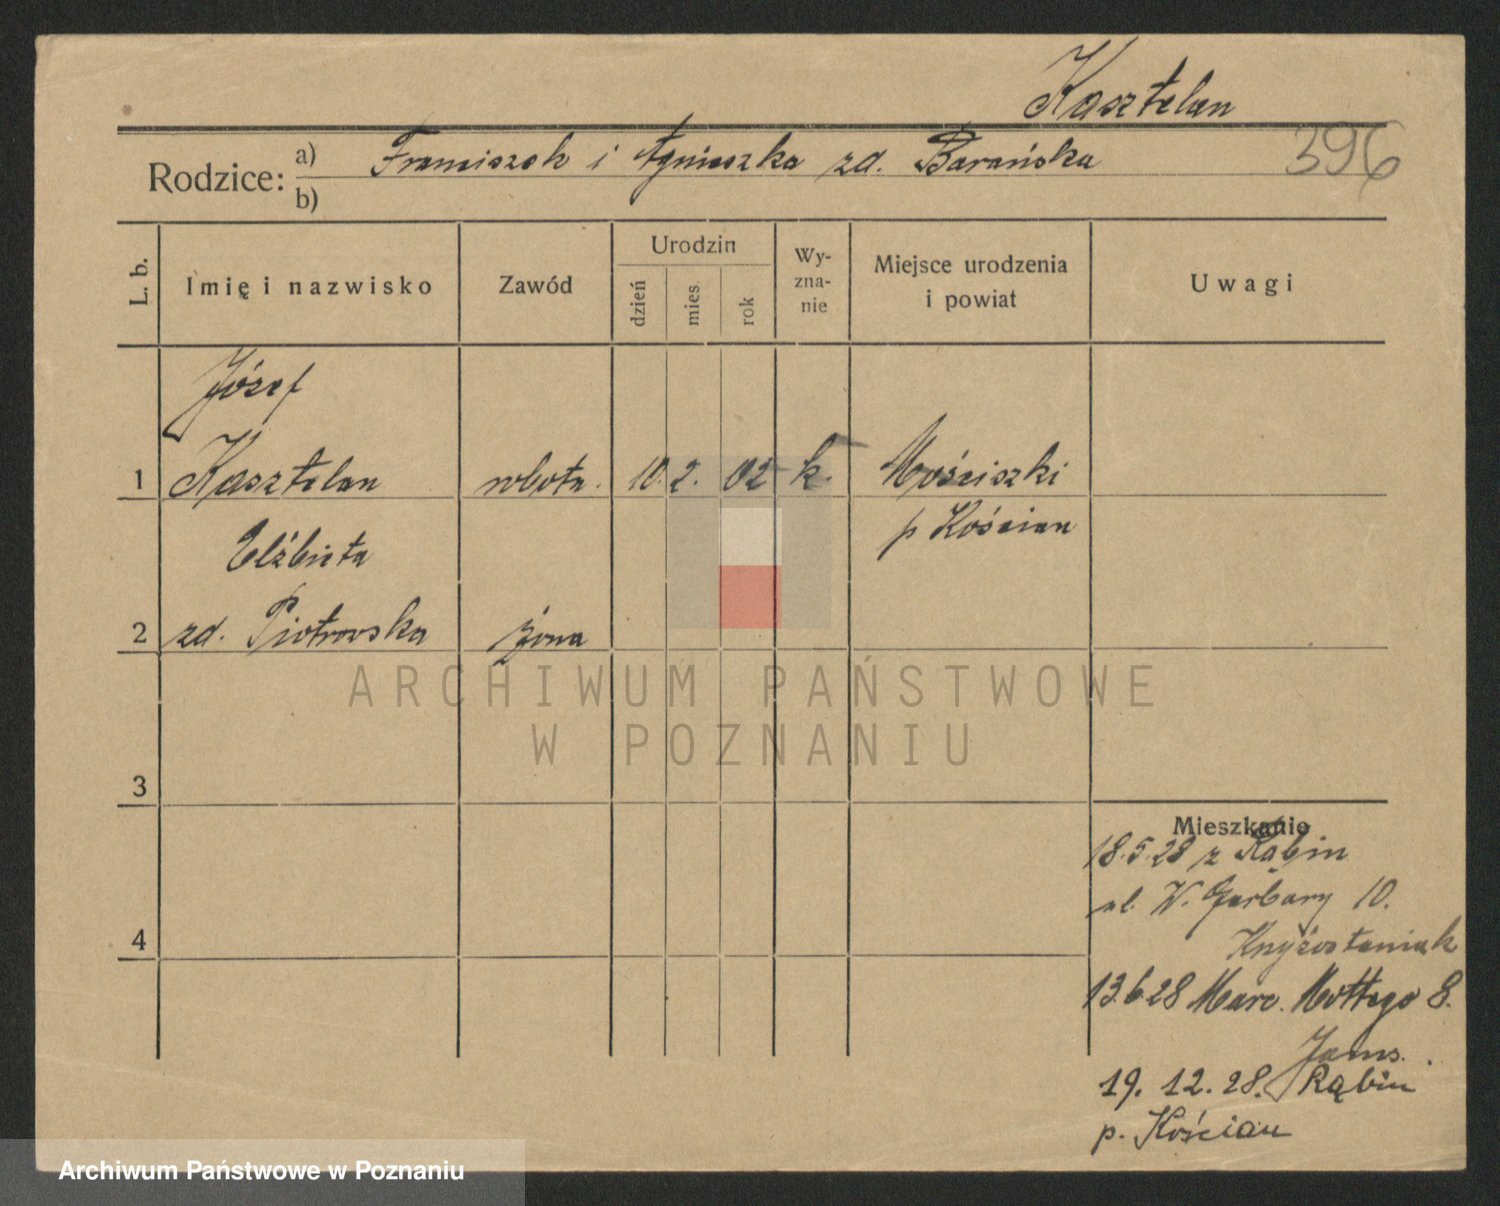 Kasztelan
Rodzice: a) Franciszek i Agnieszka zd. Barańska
396
b)
L. b.
Imię i nazwisko
Zawód
Urodzin
dzień
mies
rok
Wy-
zna-
nie
Miejsce urodzenia
i powiat
Uwagi
Józef
1 Kasztelan robotn. 10. 2. 02 k. Mościszki
p Kościan
Elżbieta
2 zd. Piotrowska żona
ARCHIWUM PAŃSTWOWE
W POZNANIU
3
Mieszkanie
18.5.28 z Rąbin
ul. W. Garbary 10.
4
13.6.28 Marc. Mottego 8.
19. 12. 28. Rąbin
p. Kościan
Archiwum Państwowe w Poznaniu